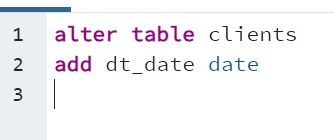 1 alter table clients
2 add dt_date date
3